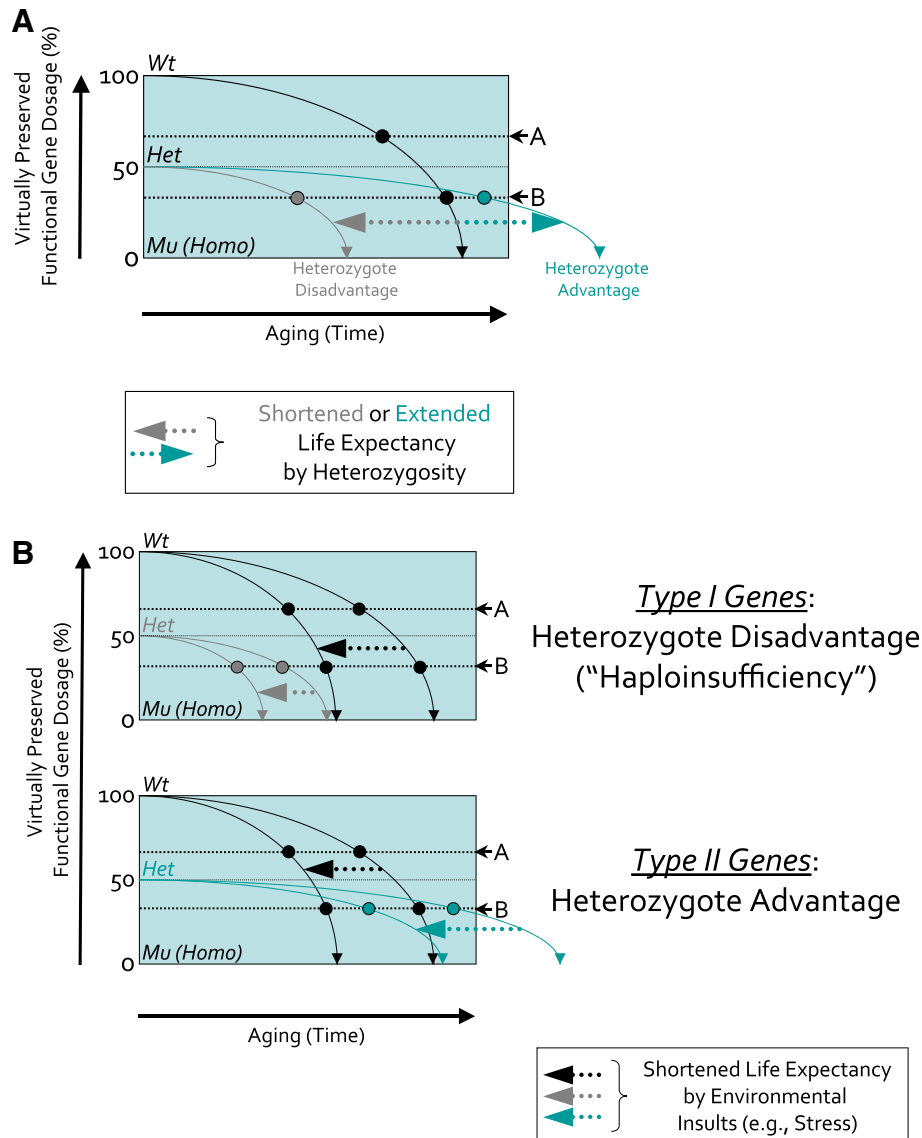 A
Virtually Preserved
Functional Gene Dosage (%)
Wt
100
A
Het
50
B
Mu (Homo)
0
Heterozygote
Disadvantage
Heterozygote
Advantage
Aging (Time)
Shortened or Extended
Life Expectancy
by Heterozygosity
B
Virtually Preserved
Functional Gene Dosage (%)
Wt
100
A
Het
50
B
Mu (Homo)
0
Type I Genes:
Heterozygote Disadvantage
(“Haploinsufficiency”)
Wt
100
A
Het
50
B
Mu (Homo)
0
Type II Genes:
Heterozygote Advantage
Aging (Time)
Shortened Life Expectancy
by Environmental
Insults (e.g., Stress)